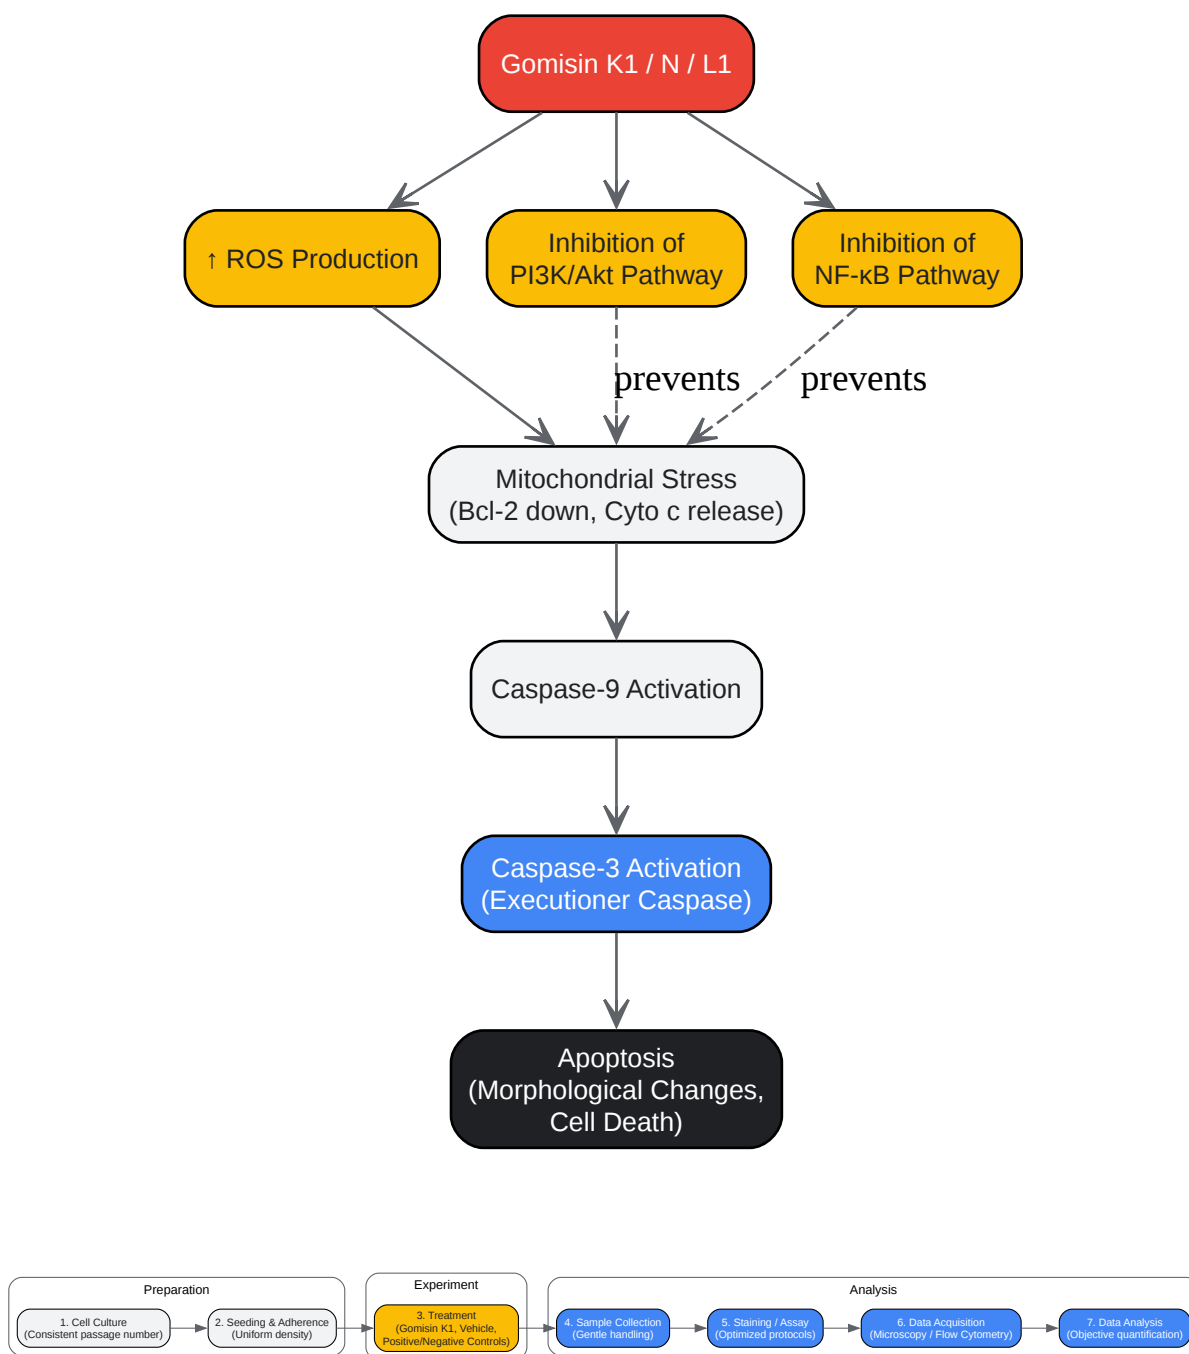 Gomisin K1 / N / L1
↑ ROS Production
Inhibition of
PI3K/Akt Pathway
Inhibition of
NF-κB Pathway
prevents
prevents
Mitochondrial Stress
(Bcl-2 down, Cyto c release)
Caspase-9 Activation
Caspase-3 Activation
(Executioner Caspase)
Apoptosis
(Morphological Changes,
Cell Death)
Preparation
1. Cell Culture
(Consistent passage number)
2. Seeding & Adherence
(Uniform density)
Experiment
3. Treatment
(Gomisin K1, Vehicle,
Positive/Negative Controls)
Analysis
4. Sample Collection
(Gentle handling)
5. Staining / Assay
(Optimized protocols)
6. Data Acquisition
(Microscopy / Flow Cytometry)
7. Data Analysis
(Objective quantification)